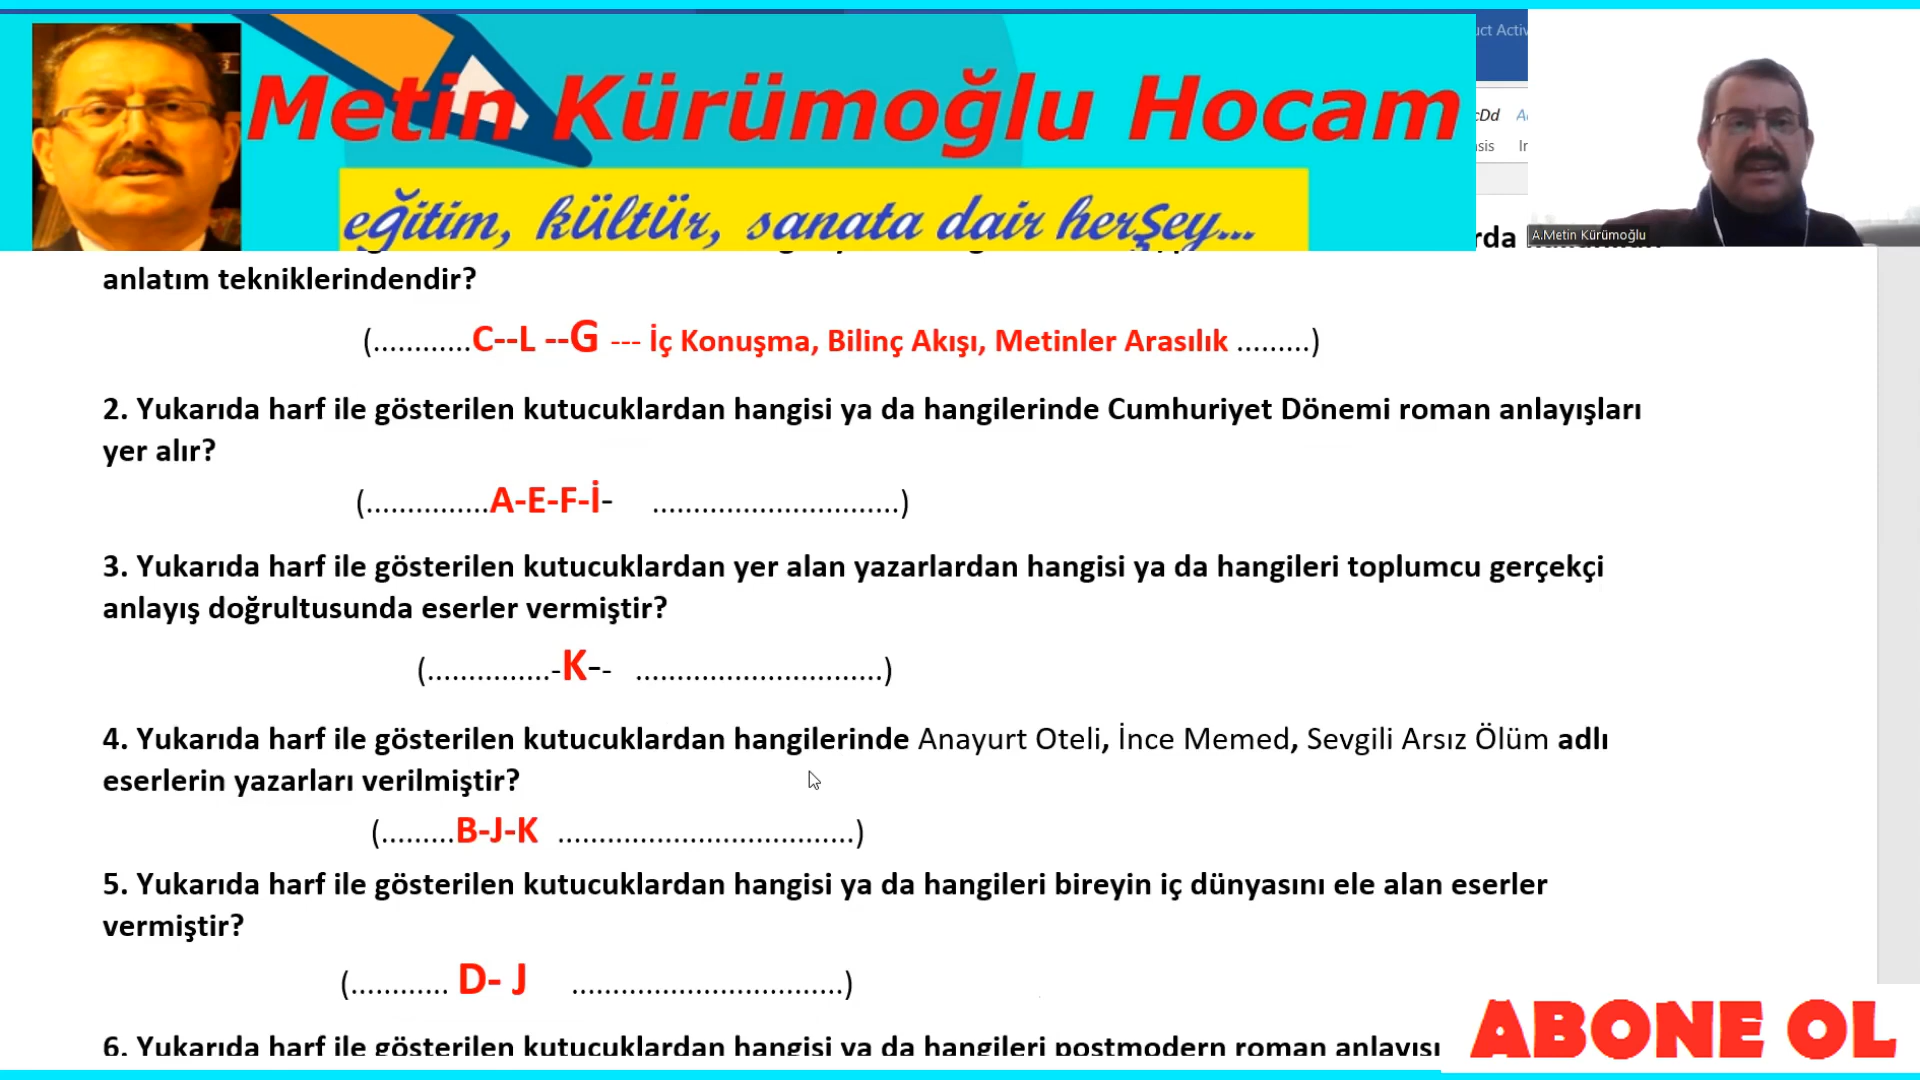 Metin Kürümoğlu Hocam
eğitim, kültür, sanata dair herşey...
A.Metin Kürümoğlu
anlatım tekniklerindendir?
(............C--L --G --- İç Konuşma, Bilinç Akışı, Metinler Arasılık .........)
2. Yukarıda harf ile gösterilen kutucuklardan hangisi ya da hangilerinde Cumhuriyet Dönemi roman anlayışları
yer alır?
(...............A-E-F-İ- ..............................)
3. Yukarıda harf ile gösterilen kutucuklardan yer alan yazarlardan hangisi ya da hangileri toplumcu gerçekçi
anlayış doğrultusunda eserler vermiştir?
(...............-K-- ..............................)
4. Yukarıda harf ile gösterilen kutucuklardan hangilerinde Anayurt Oteli, İnce Memed, Sevgili Arsız Ölüm adlı
eserlerin yazarları verilmiştir?
(.........B-J-K ....................................)
5. Yukarıda harf ile gösterilen kutucuklardan hangisi ya da hangileri bireyin iç dünyasını ele alan eserler
vermiştir?
(............ D- J .................................)
6. Yukarıda harf ile gösterilen kutucuklardan hangisi ya da hangileri postmodern roman anlayışı
ABONE OL